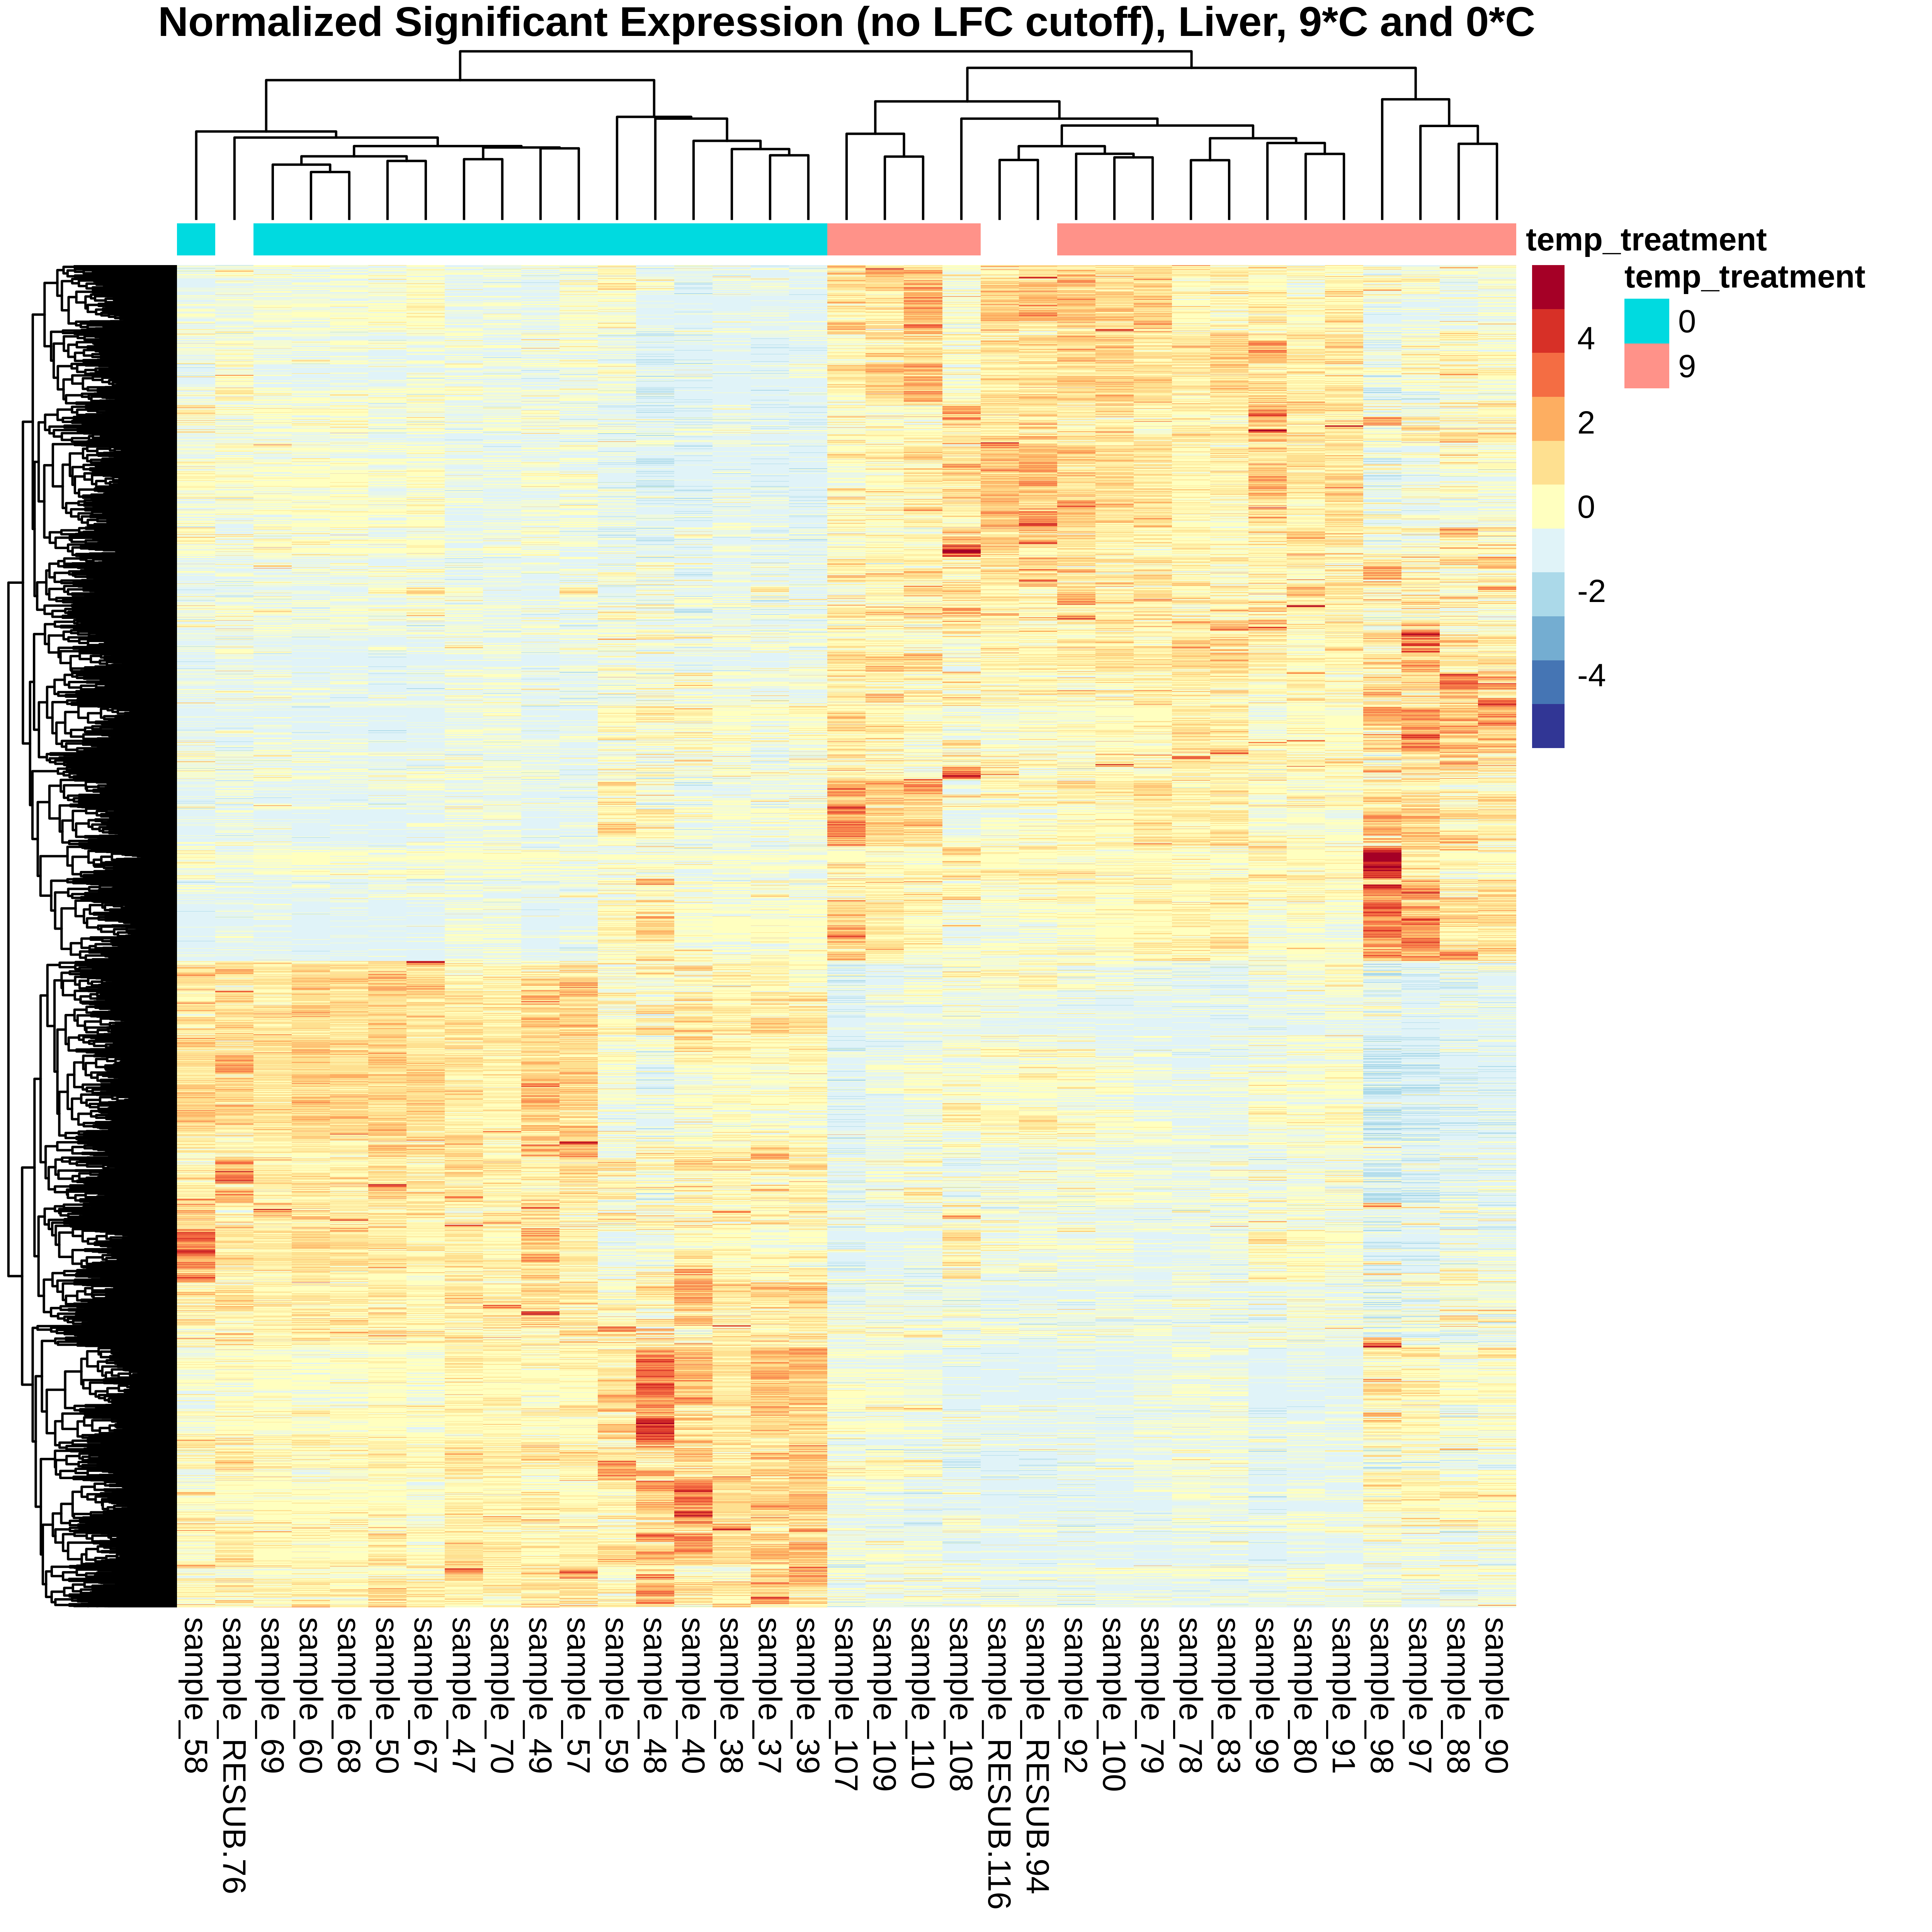 Normalized Significant Expression (no LFC cutoff), Liver, 9*C and 0*C
temp_treatment
temp_treatment
4
2
0
-2
-4
0
9
sample_58
sample_RESUB.76
sample_69
sample_60
sample_68
sample_50
sample_67
sample_47
sample_70
sample_49
sample_57
sample_59
sample_48
sample_40
sample_38
sample_37
sample_39
sample_107
sample_109
sample_110
sample_108
sample_RESUB.116
sample_RESUB.94
sample_92
sample_100
sample_79
sample_78
sample_83
sample_99
sample_80
sample_91
sample_98
sample_97
sample_88
sample_90